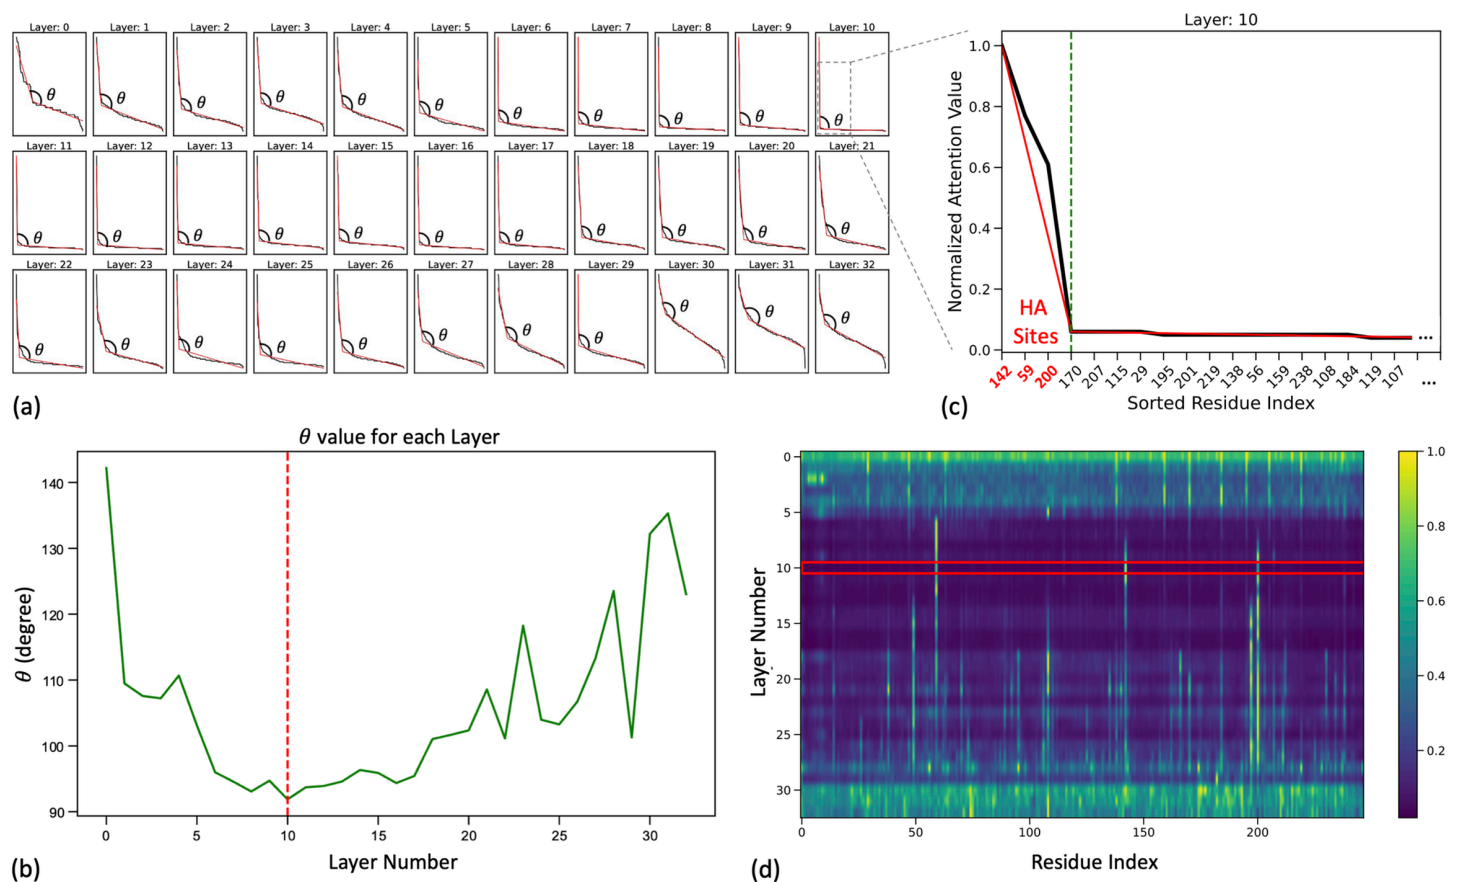 Layer: 0 Layer: 1 Layer: 2 Layer: 3 Layer: 4 Layer: 5 Layer: 6 Layer: 7 Layer: 8 Layer: 9 Layer: 10
θ θ θ θ θ θ θ θ θ θ θ
Layer: 11 Layer: 12 Layer: 13 Layer: 14 Layer: 15 Layer: 16 Layer: 17 Layer: 18 Layer: 19 Layer: 20 Layer: 21
θ θ θ θ θ θ θ θ θ θ θ
Layer: 22 Layer: 23 Layer: 24 Layer: 25 Layer: 26 Layer: 27 Layer: 28 Layer: 29 Layer: 30 Layer: 31 Layer: 32
θ θ θ θ θ θ θ θ θ θ θ
(a)
Layer: 10
Normalized Attention Value
1.0
0.8
0.6
0.4
0.2
0.0
HA
Sites
...
142 59 200 170 207 115 29 195 201 219 138 56 159 238 108 184 119 107 ...
Sorted Residue Index
(c)
θ value for each Layer
θ (degree)
140
130
120
110
100
90
0 5 10 15 20 25 30
Layer Number
(b)
Layer Number
0
5
10
15
20
25
30
0 50 100 150 200
Residue Index
1.0
0.8
0.6
0.4
0.2
(d)